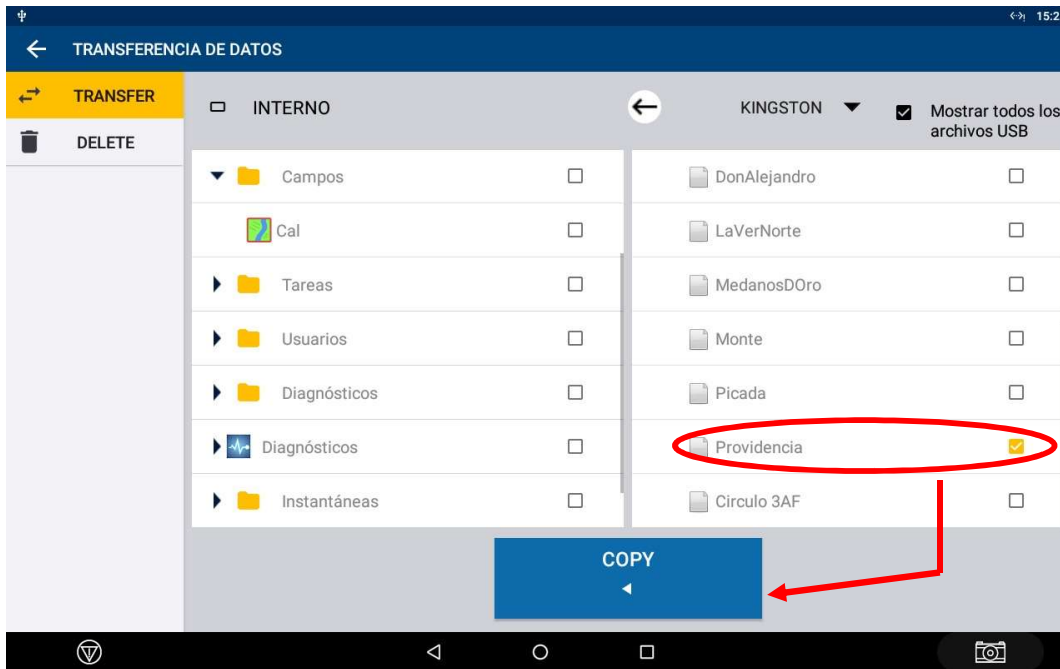 15:2
TRANSFERENCIA DE DATOS
TRANSFER
DELETE
INTERNO
KINGSTON
Mostrar todos los
archivos USB
Campos
Cal
Tareas
Usuarios
Diagnósticos
Diagnósticos
Instantáneas
DonAlejandro
LaVerNorte
MedanosDOro
Monte
Picada
Providencia
Circulo 3AF
COPY